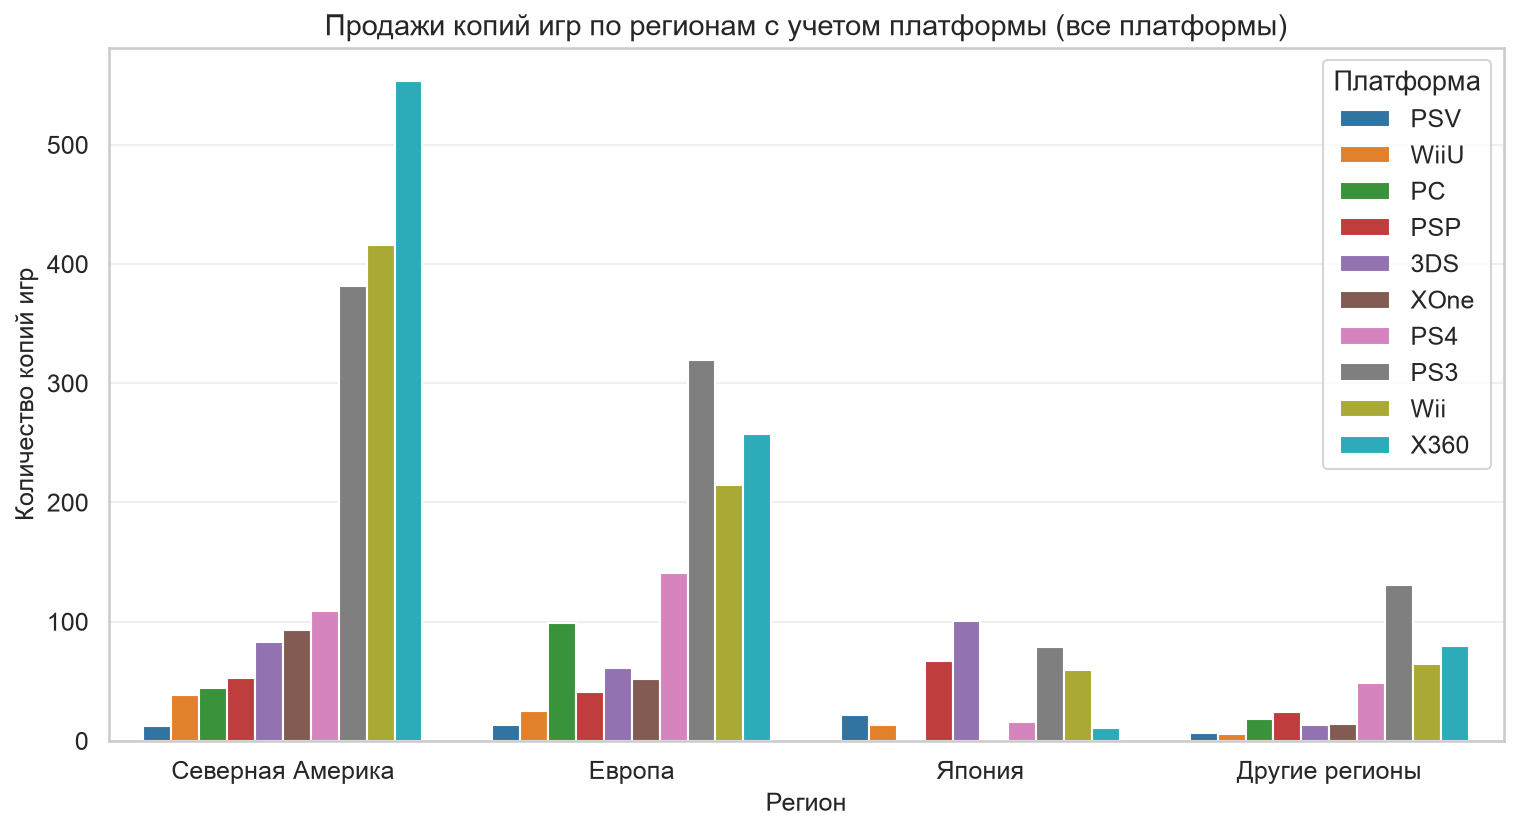 Продажи копий игр по регионам с учетом платформы (все платформы)
Количество копий игр
500
400
300
200
100
0
Северная Америка
Европа
Япония
Другие регионы
Регион
Платформа
PSV
WiiU
PC
PSP
3DS
XOne
PS4
PS3
Wii
X360